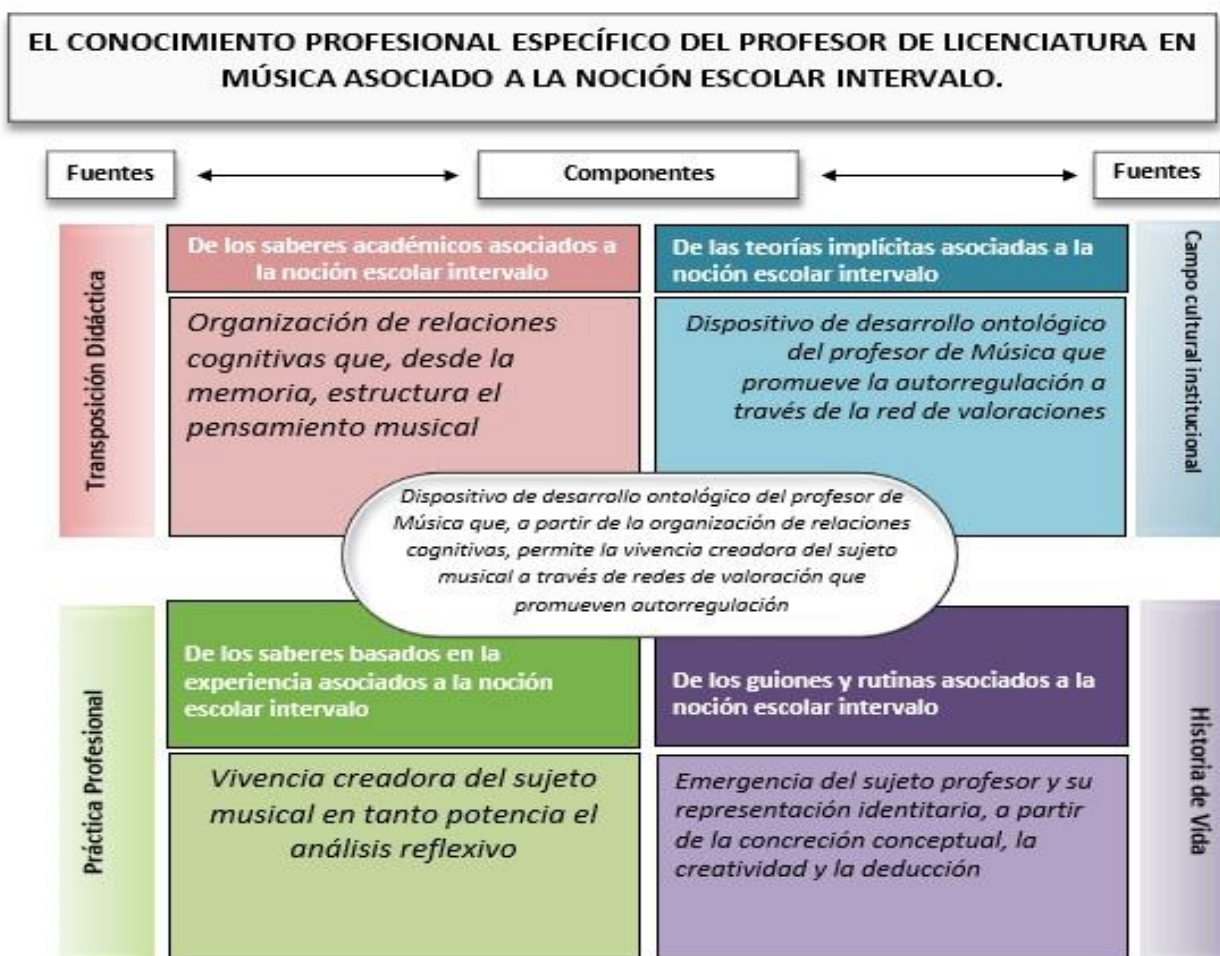 EL CONOCIMIENTO PROFESIONAL ESPECÍFICO DEL PROFESOR DE LICENCIATURA EN
MÚSICA ASOCIADO A LA NOCIÓN ESCOLAR INTERVALO.
Fuentes
Componentes
Fuentes
Transposición Didáctica
De los saberes académicos asociados a
la noción escolar intervalo
Organización de relaciones
cognitivas que, desde la
memoria, estructura el
pensamiento musical
De las teorías implícitas asociadas a la
noción escolar intervalo
Dispositivo de desarrollo ontológico
del profesor de Música que
promueve la autorregulación a
través de la red de valoraciones
Campo cultural institucional
Dispositivo de desarrollo ontológico del profesor de
Música que, a partir de la organización de relaciones
cognitivas, permite la vivencia creadora del sujeto
musical a través de redes de valoración que
promueven autorregulación
Práctica Profesional
De los saberes basados en la
experiencia asociados a la noción
escolar intervalo
Vivencia creadora del sujeto
musical en tanto potencia el
análisis reflexivo
De los guiones y rutinas asociados a la
noción escolar intervalo
Emergencia del sujeto profesor y su
representación identitaria, a partir
de la concreción conceptual, la
creatividad y la deducción
Historia de Vida